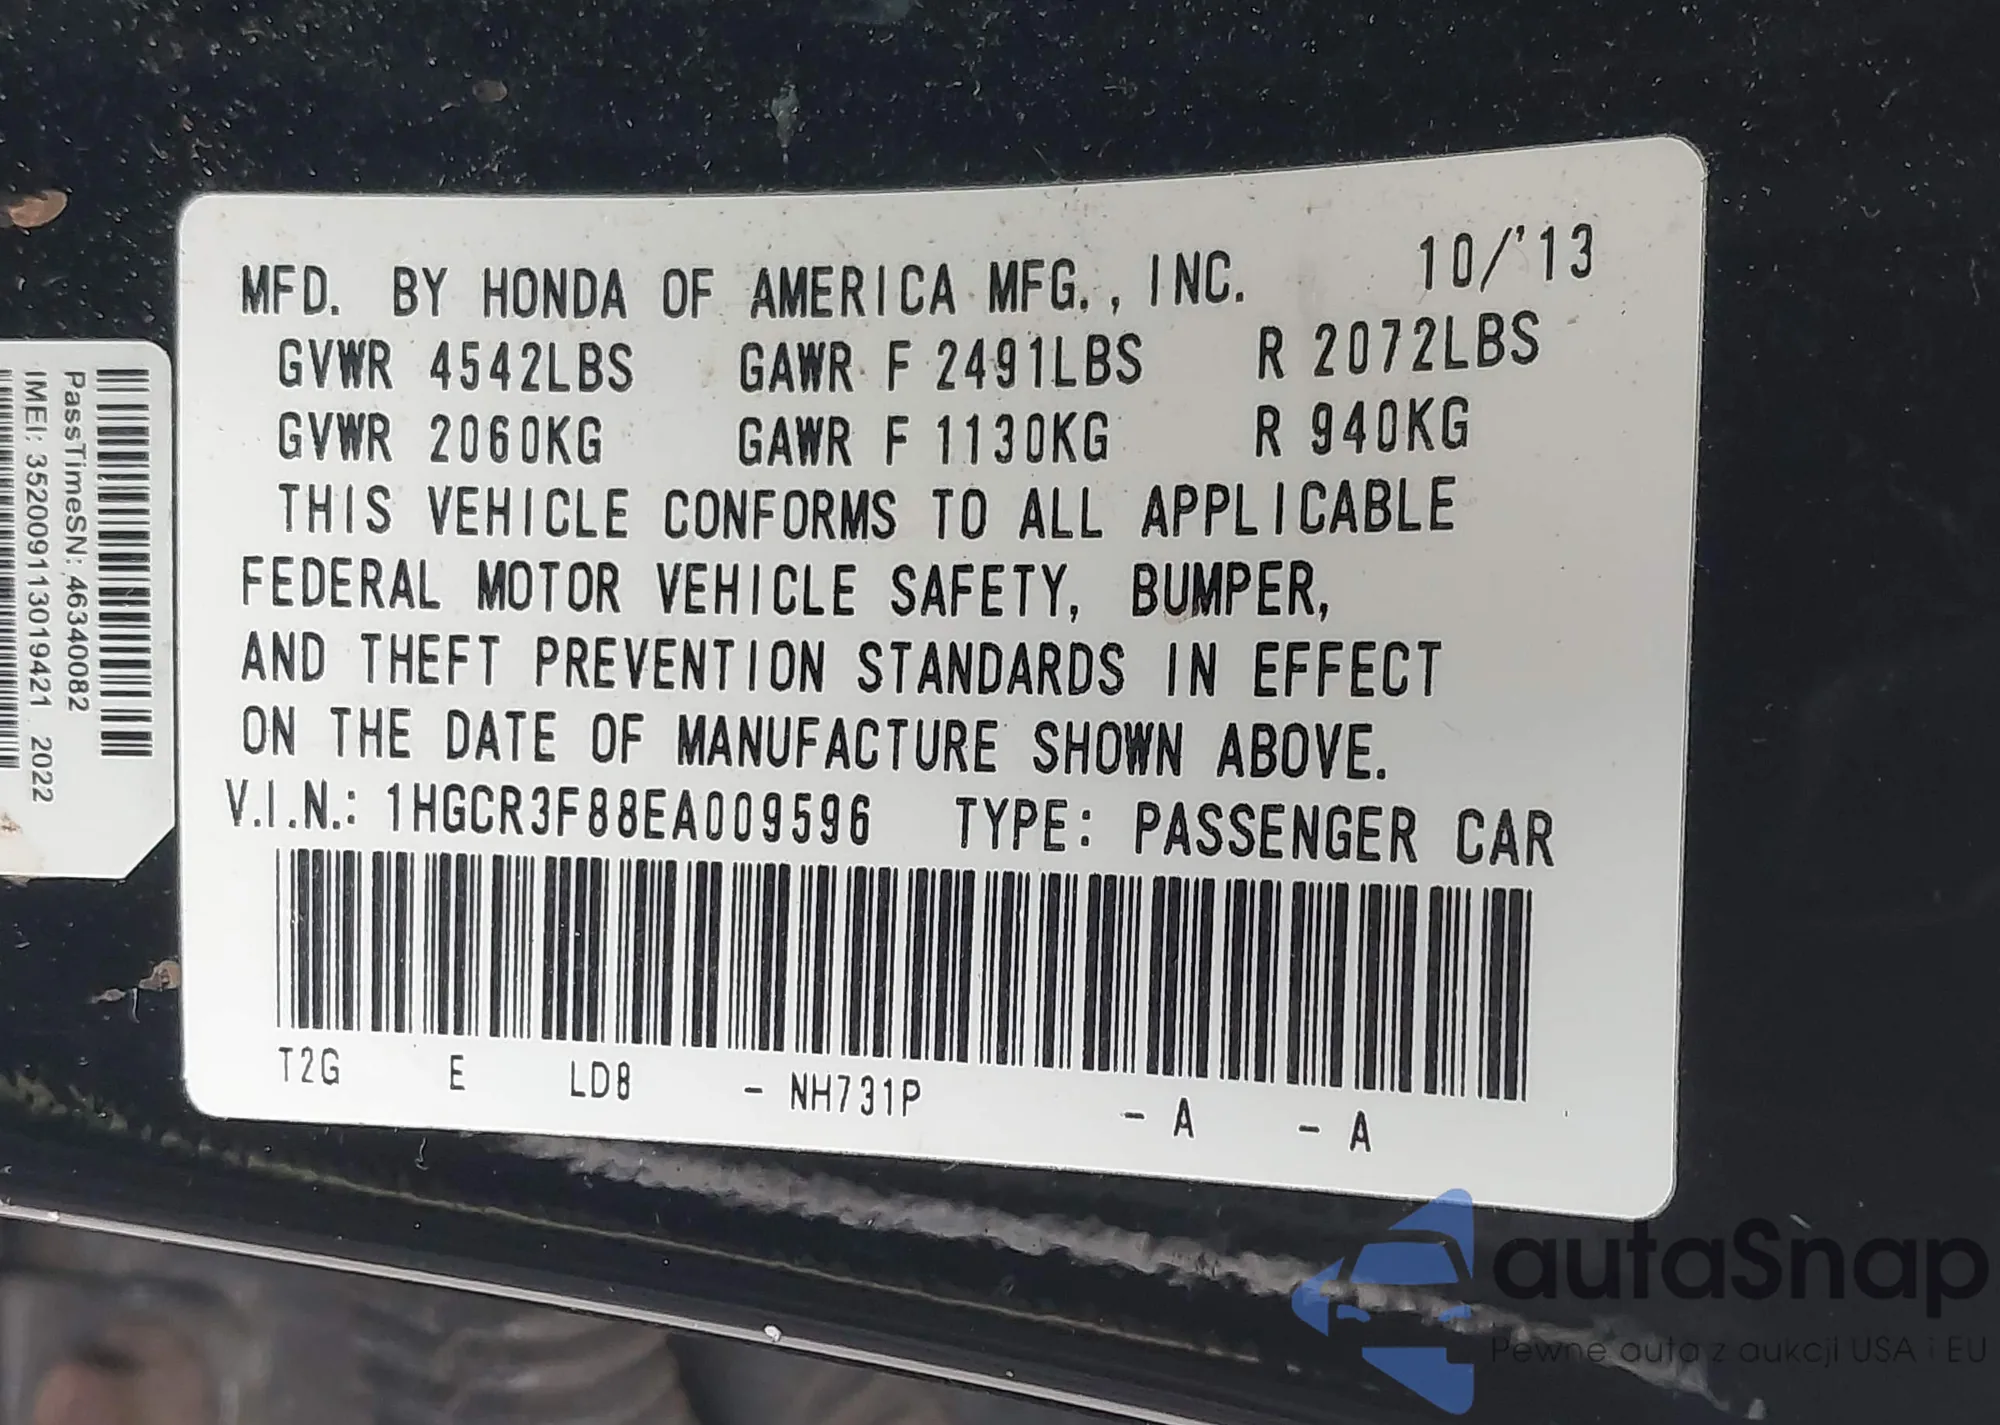 MFD. BY HONDA OF AMERICA MFG., INC. 10/'13
GVWR 4542LBS GAWR F 2491LBS R 2072LBS
GVWR 2060KG GAWR F 1130KG R 940KG
THIS VEHICLE CONFORMS TO ALL APPLICABLE
FEDERAL MOTOR VEHICLE SAFETY, BUMPER,
AND THEFT PREVENTION STANDARDS IN EFFECT
ON THE DATE OF MANUFACTURE SHOWN ABOVE.
V.I.N.: 1HGCR3F88EA009596 TYPE: PASSENGER CAR
T2G E LD8 - NH731P - A - A
PassTimeSN: 46340082
IMEI: 352009113019421 2022
autaSnap
Pewne auta z aukcji USA i EU